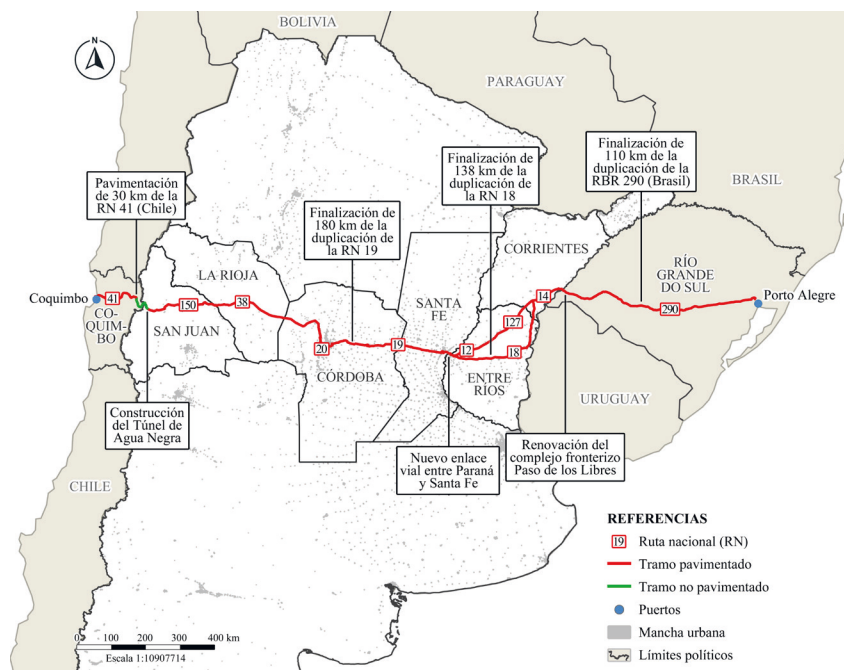 N
BOLIVIA
PARAGUAY
BRASIL
Finalización de
110 km de la
duplicación de la
RBR 290 (Brasil)
Finalización de
138 km de la
duplicación de
la RN 18
Pavimentación
de 30 km de la
RN 41 (Chile)
Finalización de
180 km de la
duplicación de
la RN 19
CORRIENTES
LA RIOJA
RÍO
GRANDE
DO SUL
SANTA
FE
Coquimbo
41
150
38
14
290
Porto Alegre
CO-
QUIM-
BO
SAN JUAN
127
20
19
12
18
CÓRDOBA
ENTRE
RÍOS
URUGUAY
Construcción
del Túnel de
Agua Negra
Nuevo enlace
vial entre Paraná
y Santa Fe
Renovación del
complejo fronterizo
Paso de los Libres
CHILE
REFERENCIAS
19 Ruta nacional (RN)
Tramo pavimentado
Tramo no pavimentado
Puertos
Mancha urbana
Límites políticos
0 100 200 300 400 km
Escala 1:10907714